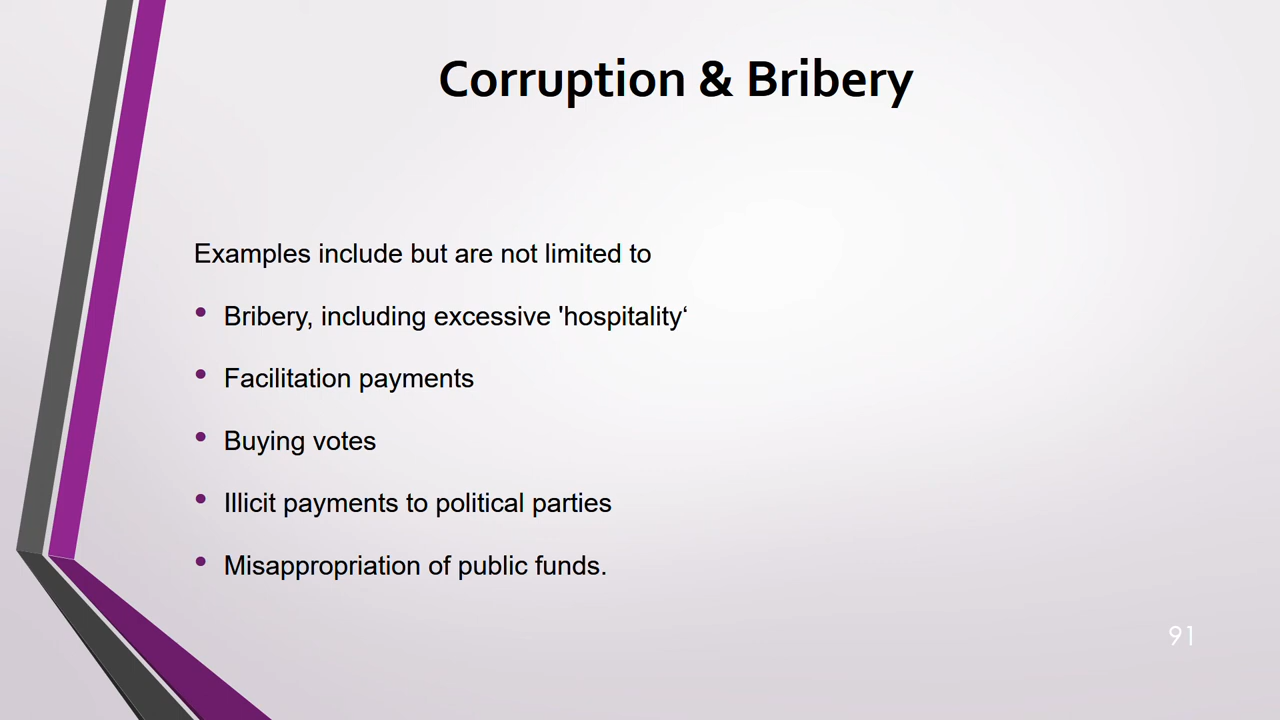 Corruption & Bribery
Examples include but are not limited to
• Bribery, including excessive 'hospitality‘
• Facilitation payments
• Buying votes
• Illicit payments to political parties
• Misappropriation of public funds.
91